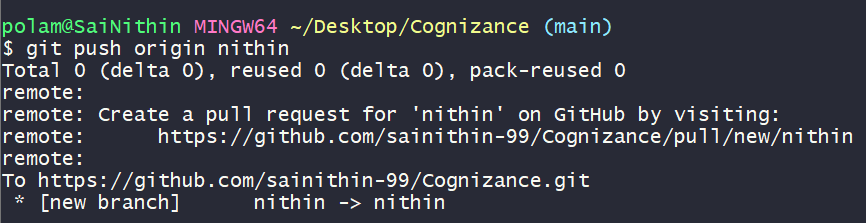 polam@SaiNithin MINGW64 ~/Desktop/Cognizance (main)
$ git push origin nithin
Total 0 (delta 0), reused 0 (delta 0), pack-reused 0
remote:
remote: Create a pull request for 'nithin' on GitHub by visiting:
remote:      https://github.com/sainithin-99/Cognizance/pull/new/nithin
remote:
To https://github.com/sainithin-99/Cognizance.git
 * [new branch]      nithin -> nithin